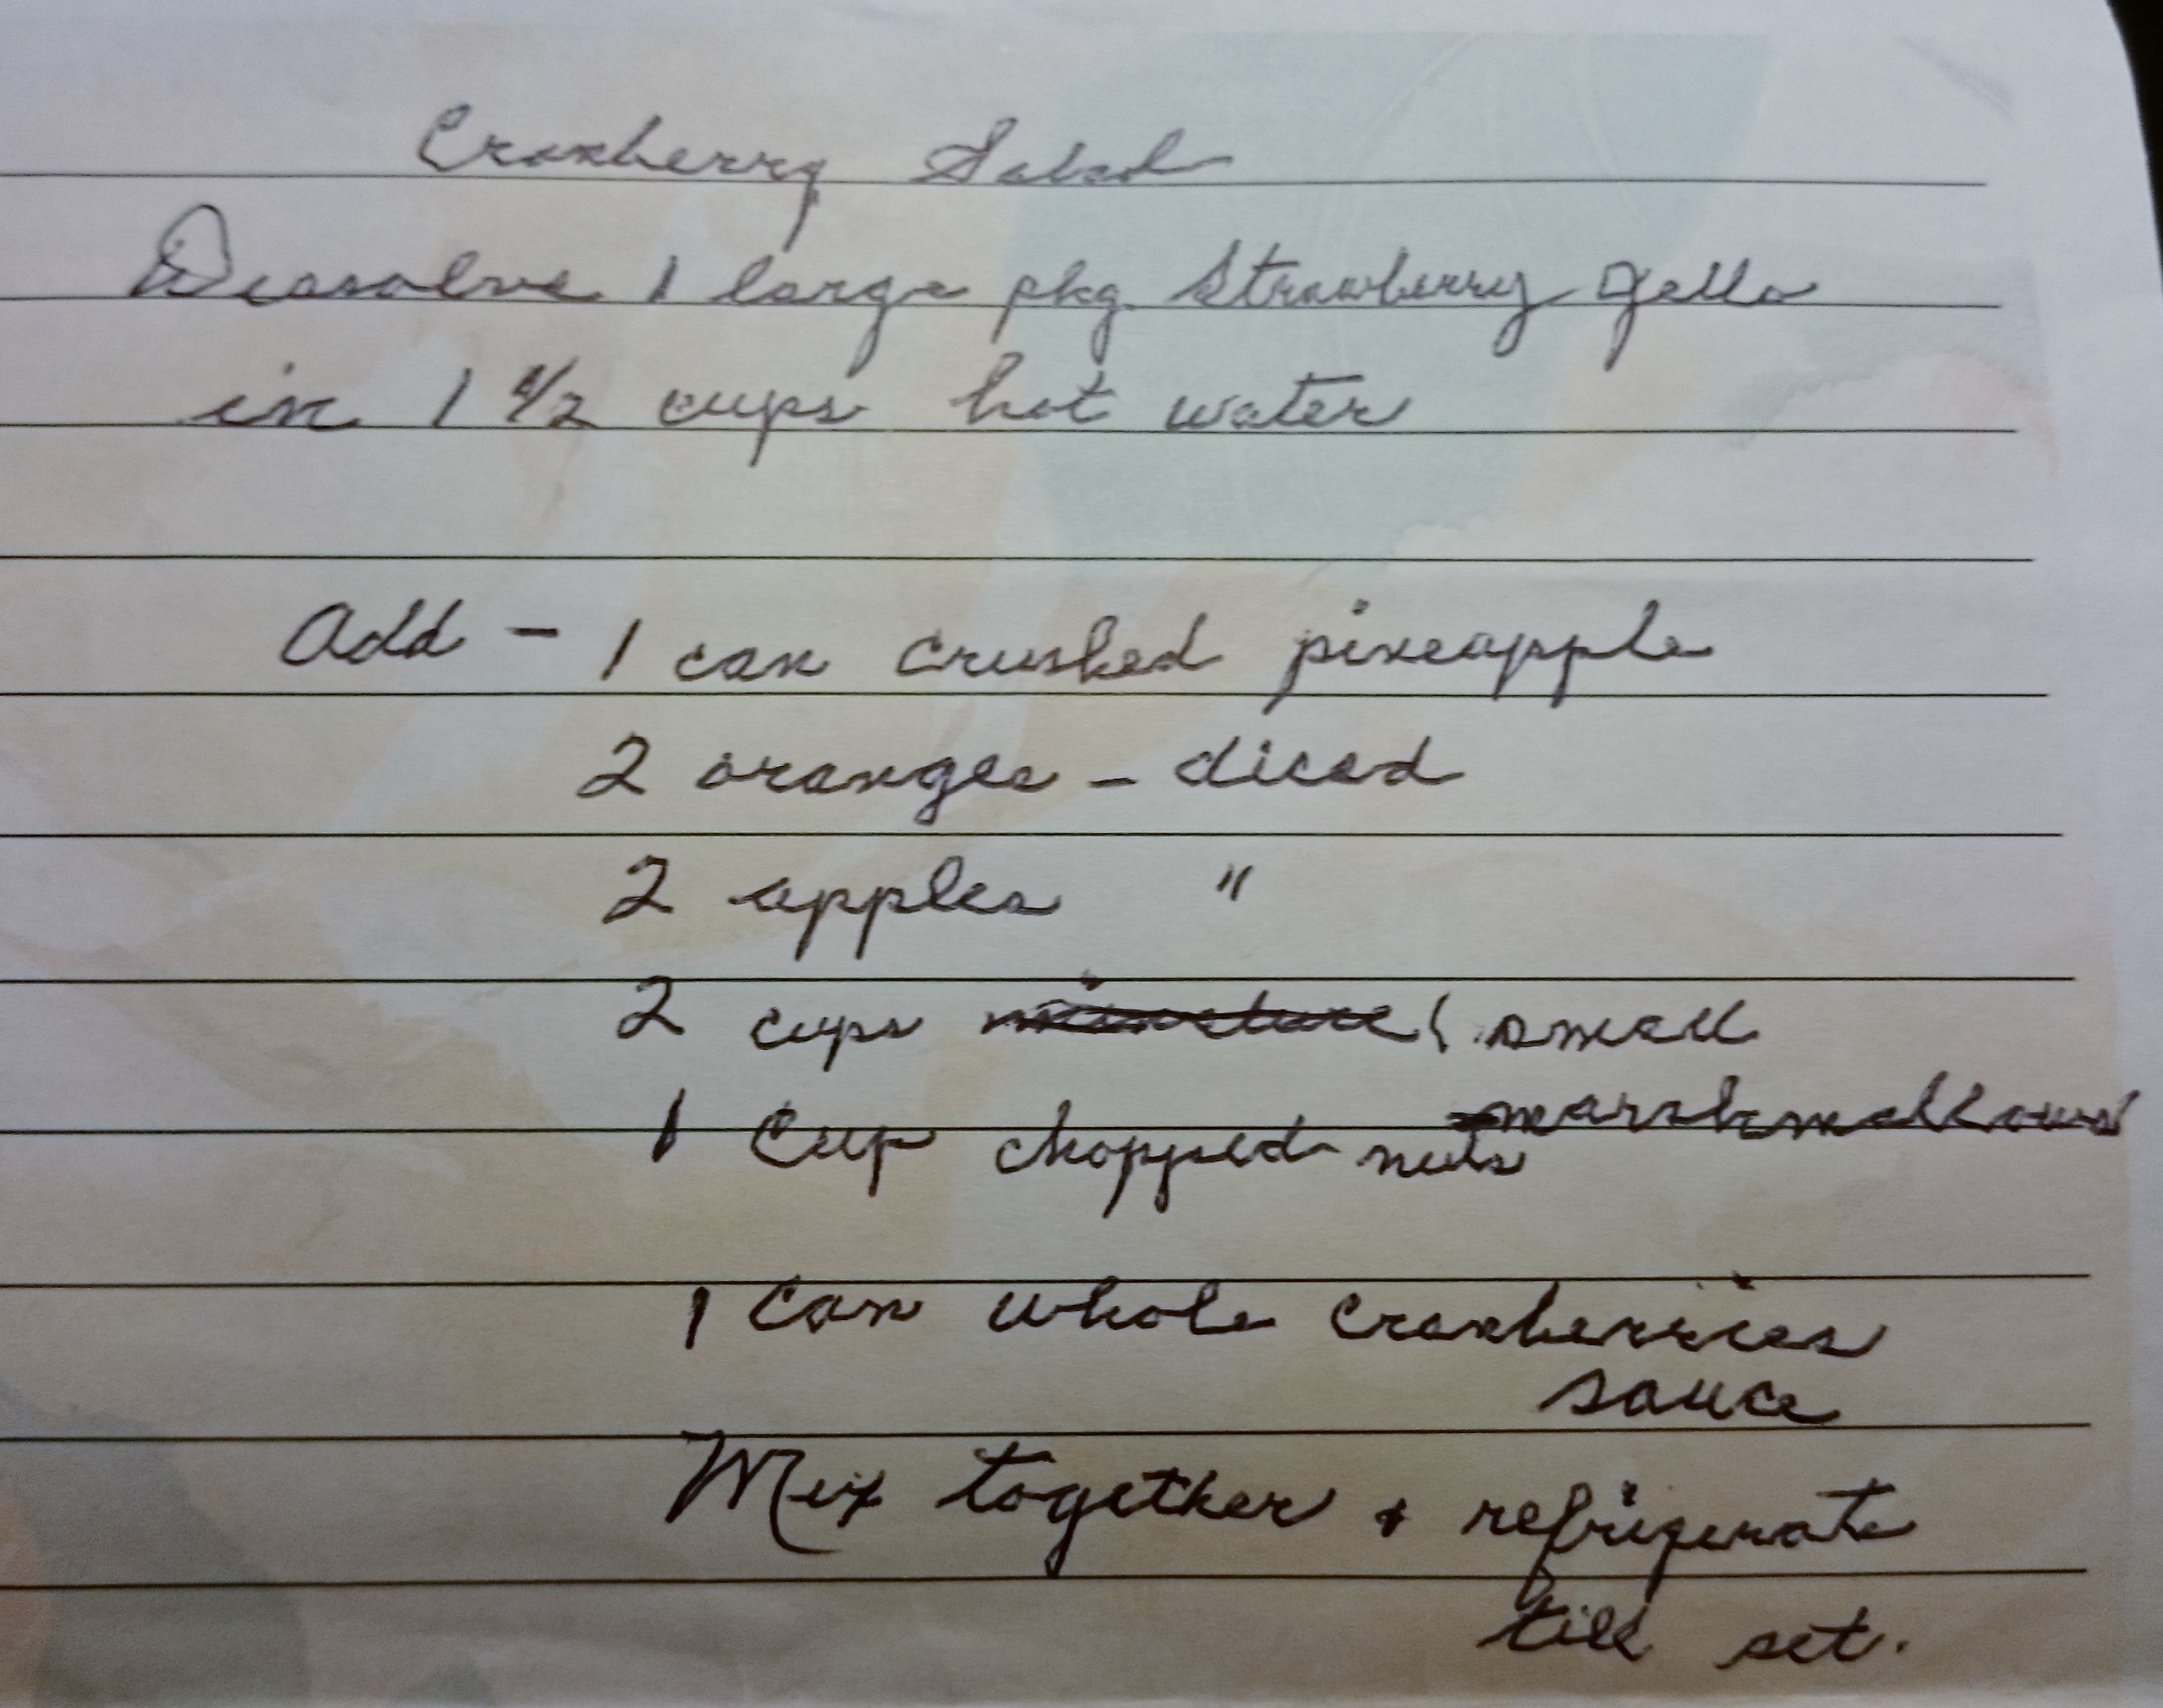 Cranberry Salad
Dissolve 1 large pkg. Strawberry Jello
in 1 1/2 cups hot water
Add - 1 can crushed pineapple
2 oranges - diced
2 apples "
2 cups ( small
marshmallows
1 Cup chopped nuts
1 Can whole cranberries
sauce
Mix together + refrigerate
till set.